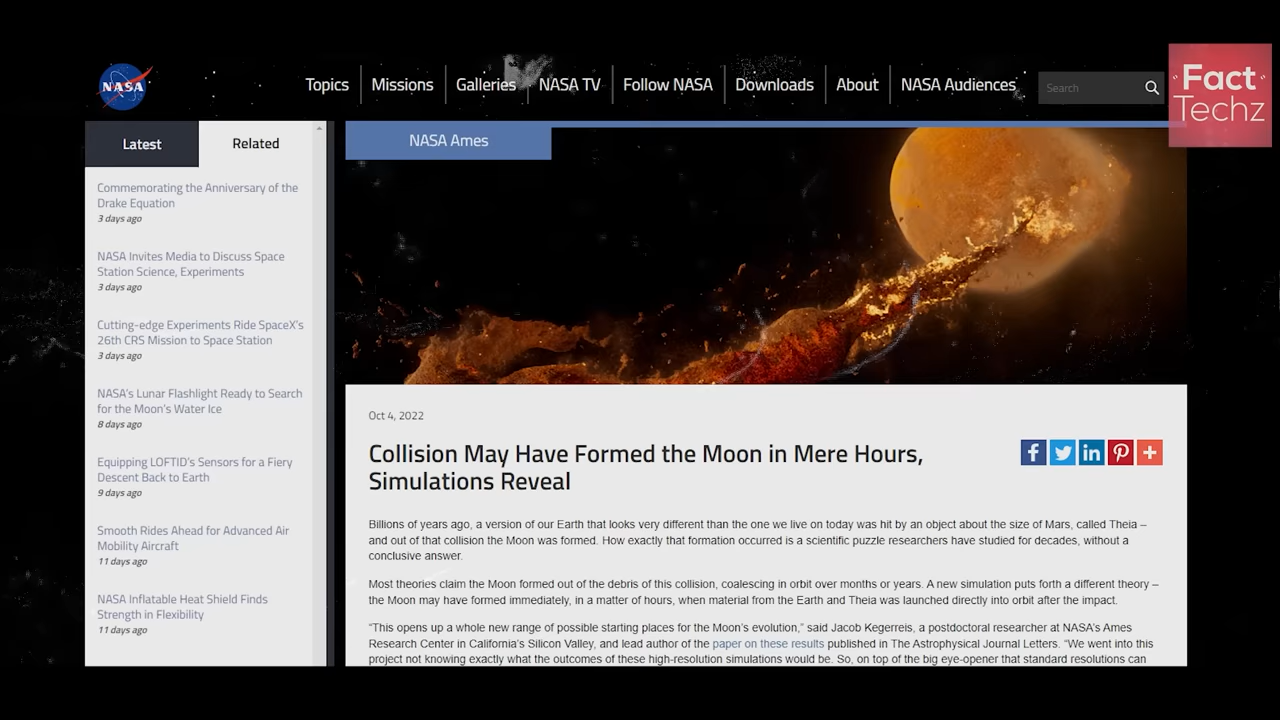 NASA
Topics
Missions
Galleries
NASA TV
Follow NASA
Downloads
About
NASA Audiences
Search
Fact
Techz
Latest
Related
Commemorating the Anniversary of the
Drake Equation
3 days ago
NASA Invites Media to Discuss Space
Station Science, Experiments
3 days ago
Cutting-edge Experiments Ride SpaceX's
26th CRS Mission to Space Station
3 days ago
NASA's Lunar Flashlight Ready to Search
for the Moon's Water Ice
8 days ago
Equipping LOFTID's Sensors for a Fiery
Descent Back to Earth
9 days ago
Smooth Rides Ahead for Advanced Air
Mobility Aircraft
11 days ago
NASA Inflatable Heat Shield Finds
Strength in Flexibility
11 days ago
NASA Ames
Oct 4, 2022
Collision May Have Formed the Moon in Mere Hours,
Simulations Reveal
Billions of years ago, a version of our Earth that looks very different than the one we live on today was hit by an object about the size of Mars, called Theia –
and out of that collision the Moon was formed. How exactly that formation occurred is a scientific puzzle researchers have studied for decades, without a
conclusive answer.
Most theories claim the Moon formed out of the debris of this collision, coalescing in orbit over months or years. A new simulation puts forth a different theory –
the Moon may have formed immediately, in a matter of hours, when material from the Earth and Theia was launched directly into orbit after the impact.
“This opens up a whole new range of possible starting places for the Moon’s evolution,” said Jacob Kegerreis, a postdoctoral researcher at NASA’s Ames
Research Center in California’s Silicon Valley, and lead author of the paper on these results published in The Astrophysical Journal Letters. “We went into this
project not knowing exactly what the outcomes of these high-resolution simulations would be. So, on top of the big eye-opener that standard resolutions can